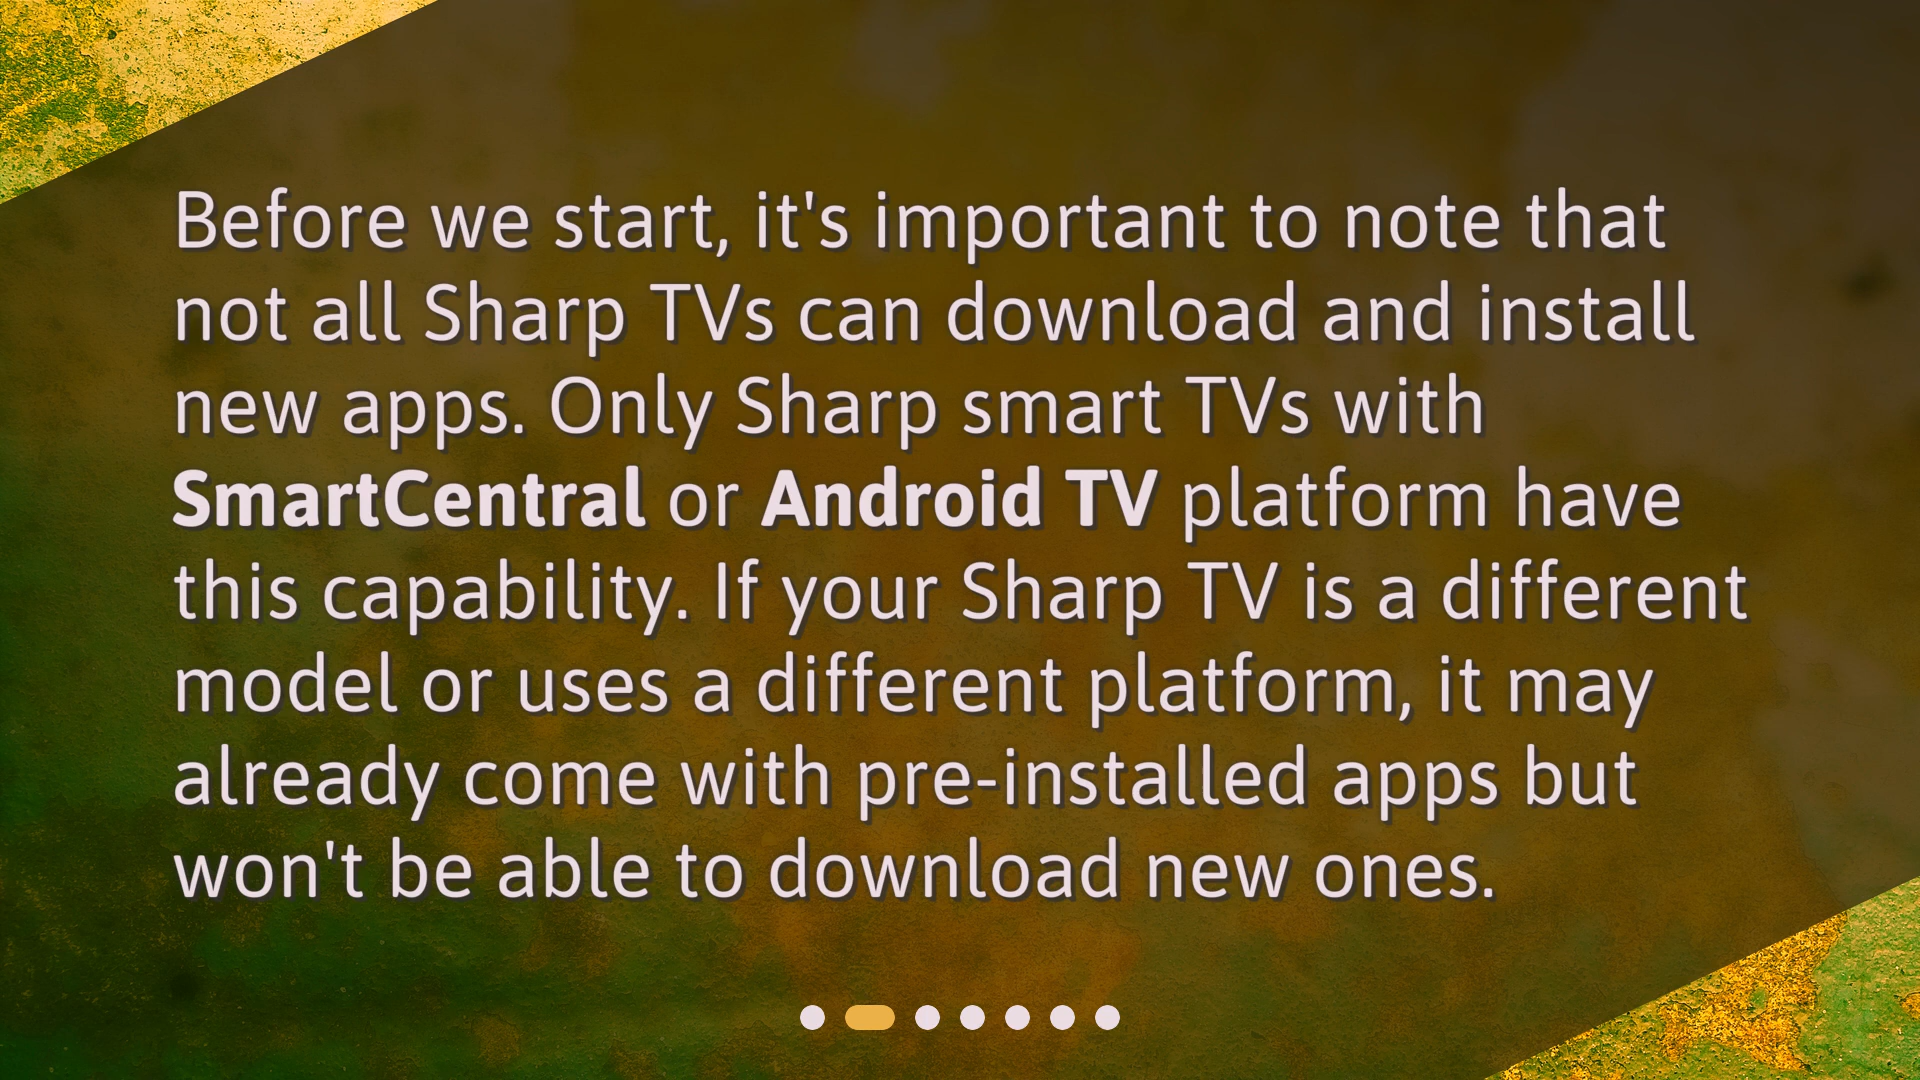 Before we start, it's important to note that
not all Sharp TVs can download and install
new apps. Only Sharp smart TVs with
SmartCentral or Android TV platform have
this capability. If your Sharp TV is a different
model or uses a different platform, it may
already come with pre-installed apps but
won't be able to download new ones.